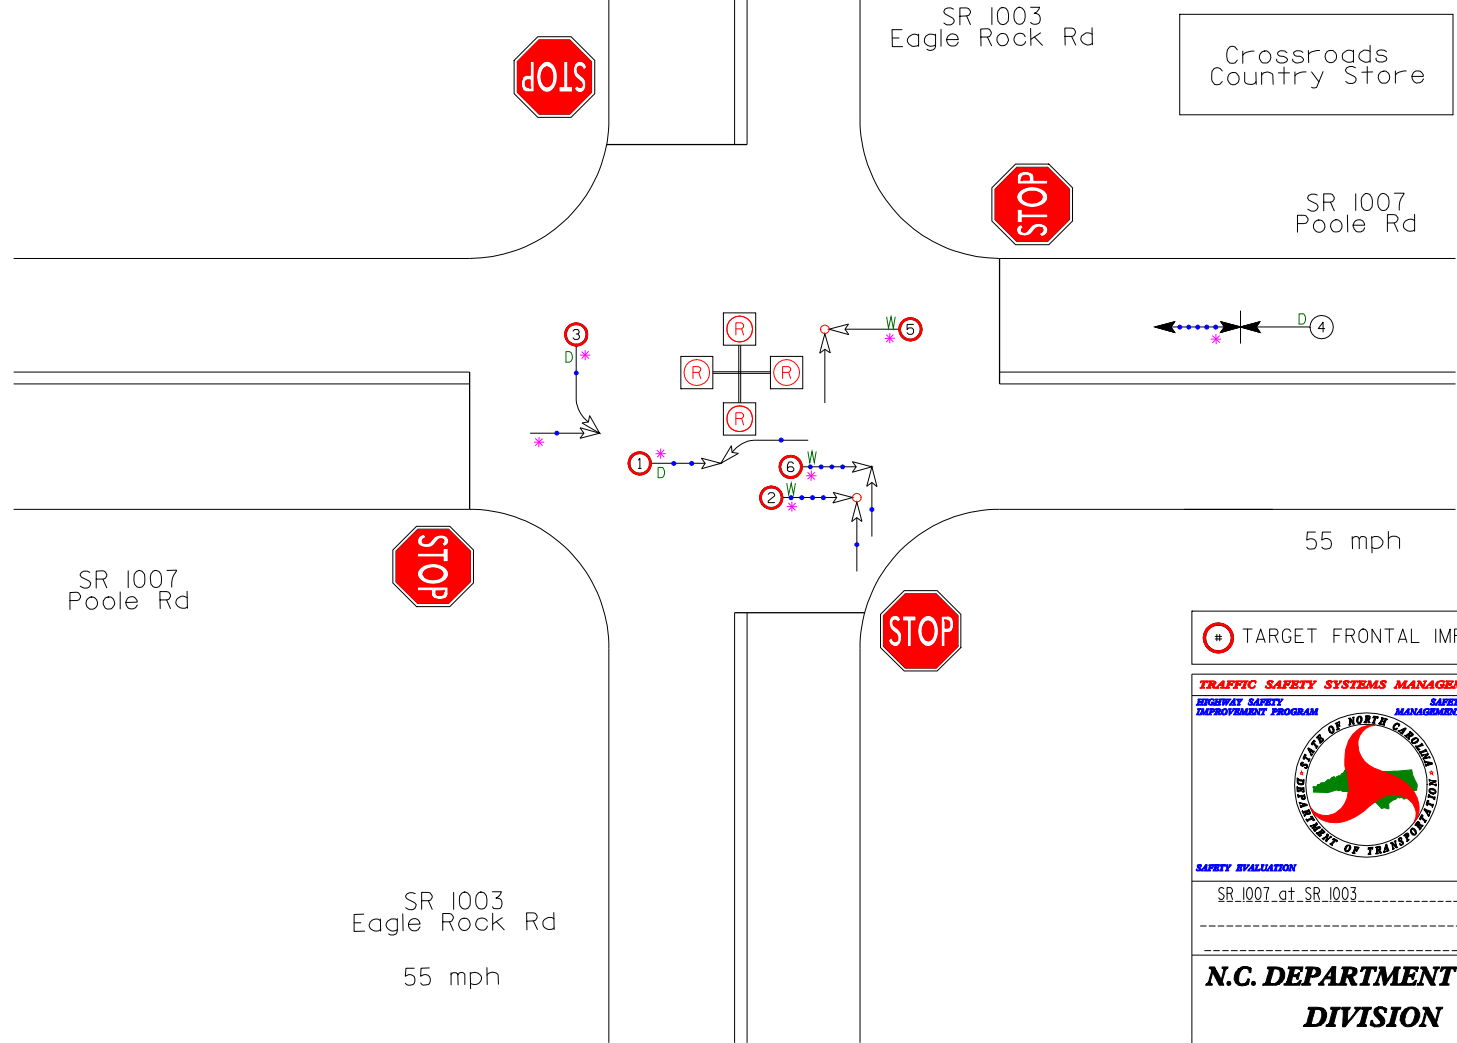 SR 1003
Eagle Rock Rd
Crossroads
Country Store
STOP
STOP
SR 1007
Poole Rd
3
D
*
R
R
R
R
W
5
*
D
4
*
*
1
*
D
6
W
*
2
W
*
STOP
55 mph
SR 1007
Poole Rd
STOP
# TARGET FRONTAL IM
TRAFFIC SAFETY SYSTEMS MANAGE
HIGHWAY SAFETY
IMPROVEMENT PROGRAM
STATE OF NORTH CAROLINA
DEPARTMENT OF TRANSPORTATION
SAFETY EVALUATION
SR 1003
Eagle Rock Rd
55 mph
SR 1007 at SR 1003
N.C. DEPARTMENT
DIVISION